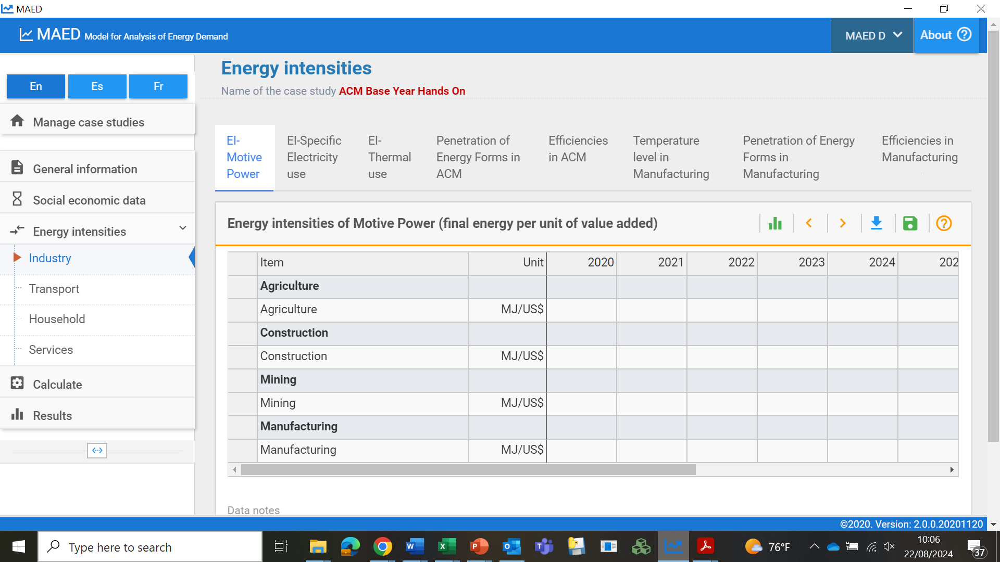 MAED
MAED Model for Analysis of Energy Demand
MAED D
About
En
Es
Fr
Manage case studies
General information
Social economic data
Energy intensities
Industry
Transport
Household
Services
Calculate
Results
Energy intensities
Name of the case study ACM Base Year Hands On
EI-
Motive
Power
EI-Specific
Electricity
use
EI-
Thermal
use
Penetration of
Energy Forms in
ACM
Efficiencies
in ACM
Temperature
level in
Manufacturing
Penetration of Energy
Forms in
Manufacturing
Efficiencies in
Manufacturing
Energy intensities of Motive Power (final energy per unit of value added)
Item Unit 2020 2021 2022 2023 2024 202
Agriculture
Agriculture MJ/US$
Construction
Construction MJ/US$
Mining
Mining MJ/US$
Manufacturing
Manufacturing MJ/US$
Data notes
©2020. Version: 2.0.0.20201120
Type here to search
76°F
10:06
22/08/2024
37